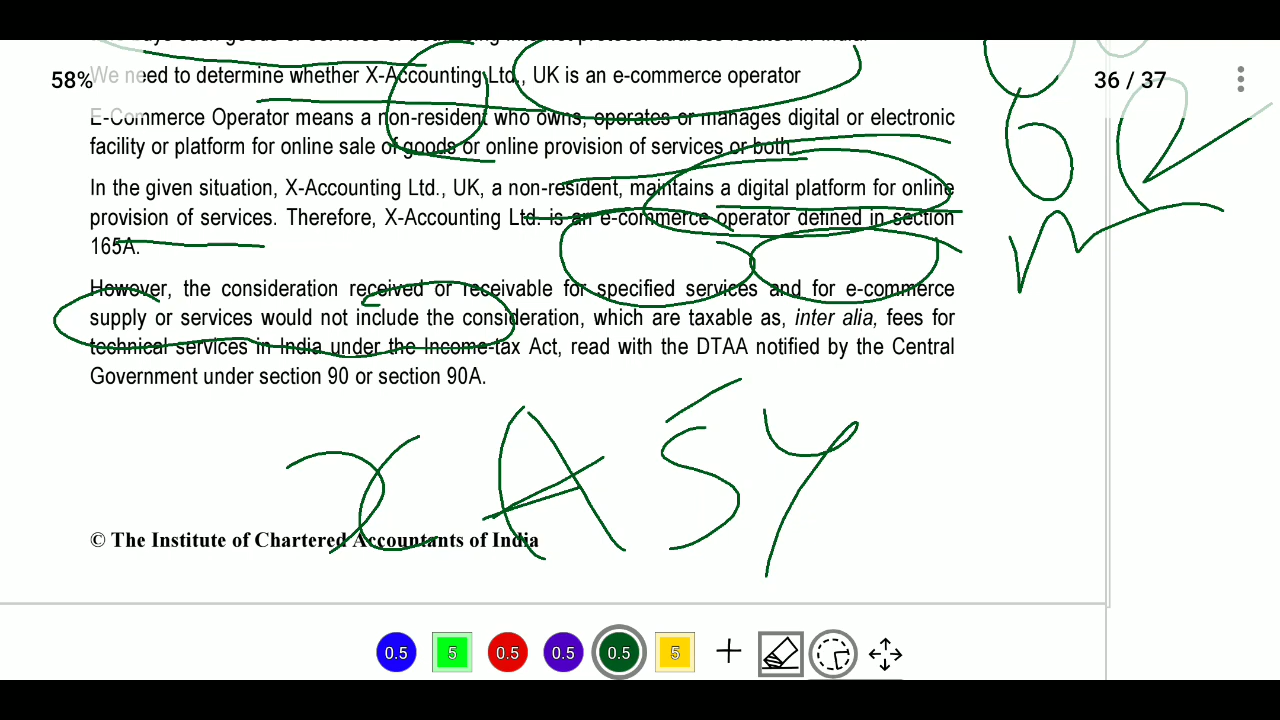 58%
36 / 37
We need to determine whether X-Accounting Ltd., UK is an e-commerce operator
E-Commerce Operator means a non-resident who owns, operates or manages digital or electronic
facility or platform for online sale of goods or online provision of services or both.
In the given situation, X-Accounting Ltd., UK, a non-resident, maintains a digital platform for online
provision of services. Therefore, X-Accounting Ltd. is an e-commerce operator defined in section
165A.
However, the consideration received or receivable for specified services and for e-commerce
supply or services would not include the consideration, which are taxable as, inter alia, fees for
technical services in India under the Income-tax Act, read with the DTAA notified by the Central
Government under section 90 or section 90A.
© The Institute of Chartered Accountants of India
0.5 5 0.5 0.5 0.5 5